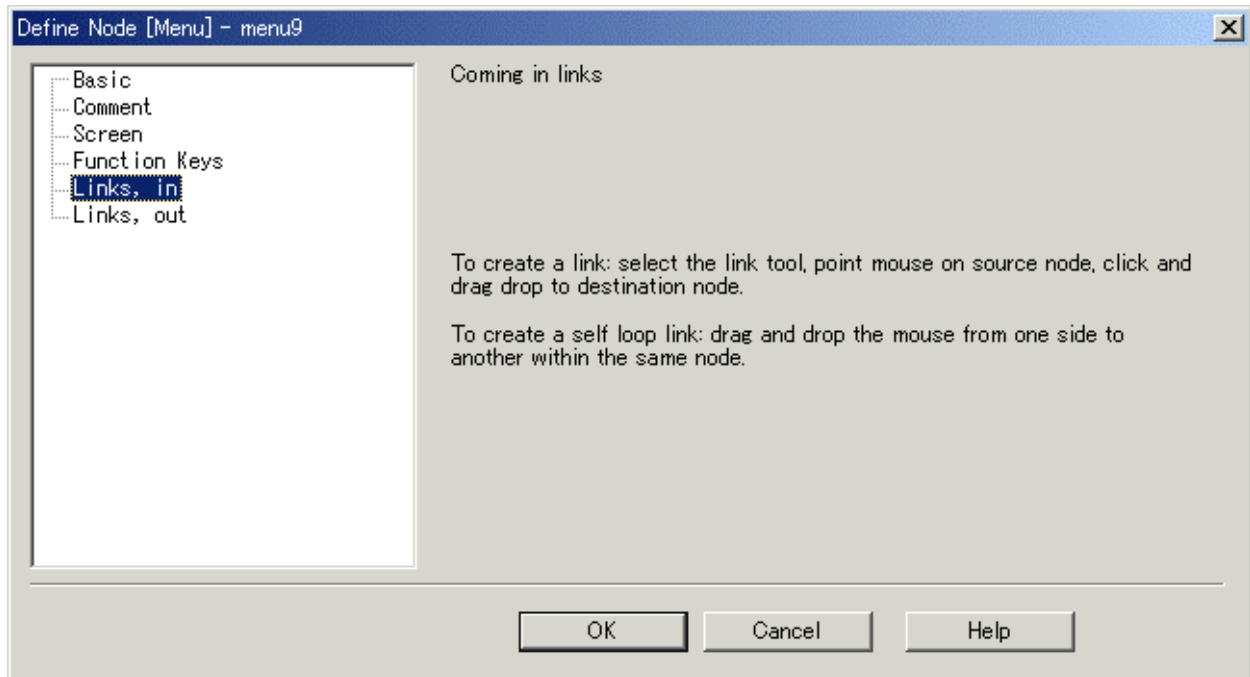 Define Node [Menu] - menu9
Basic
Comment
Screen
Function Keys
Links, in
Links, out
Coming in links
To create a link: select the link tool, point mouse on source node, click and
drag drop to destination node.
To create a self loop link: drag and drop the mouse from one side to
another within the same node.
OK
Cancel
Help